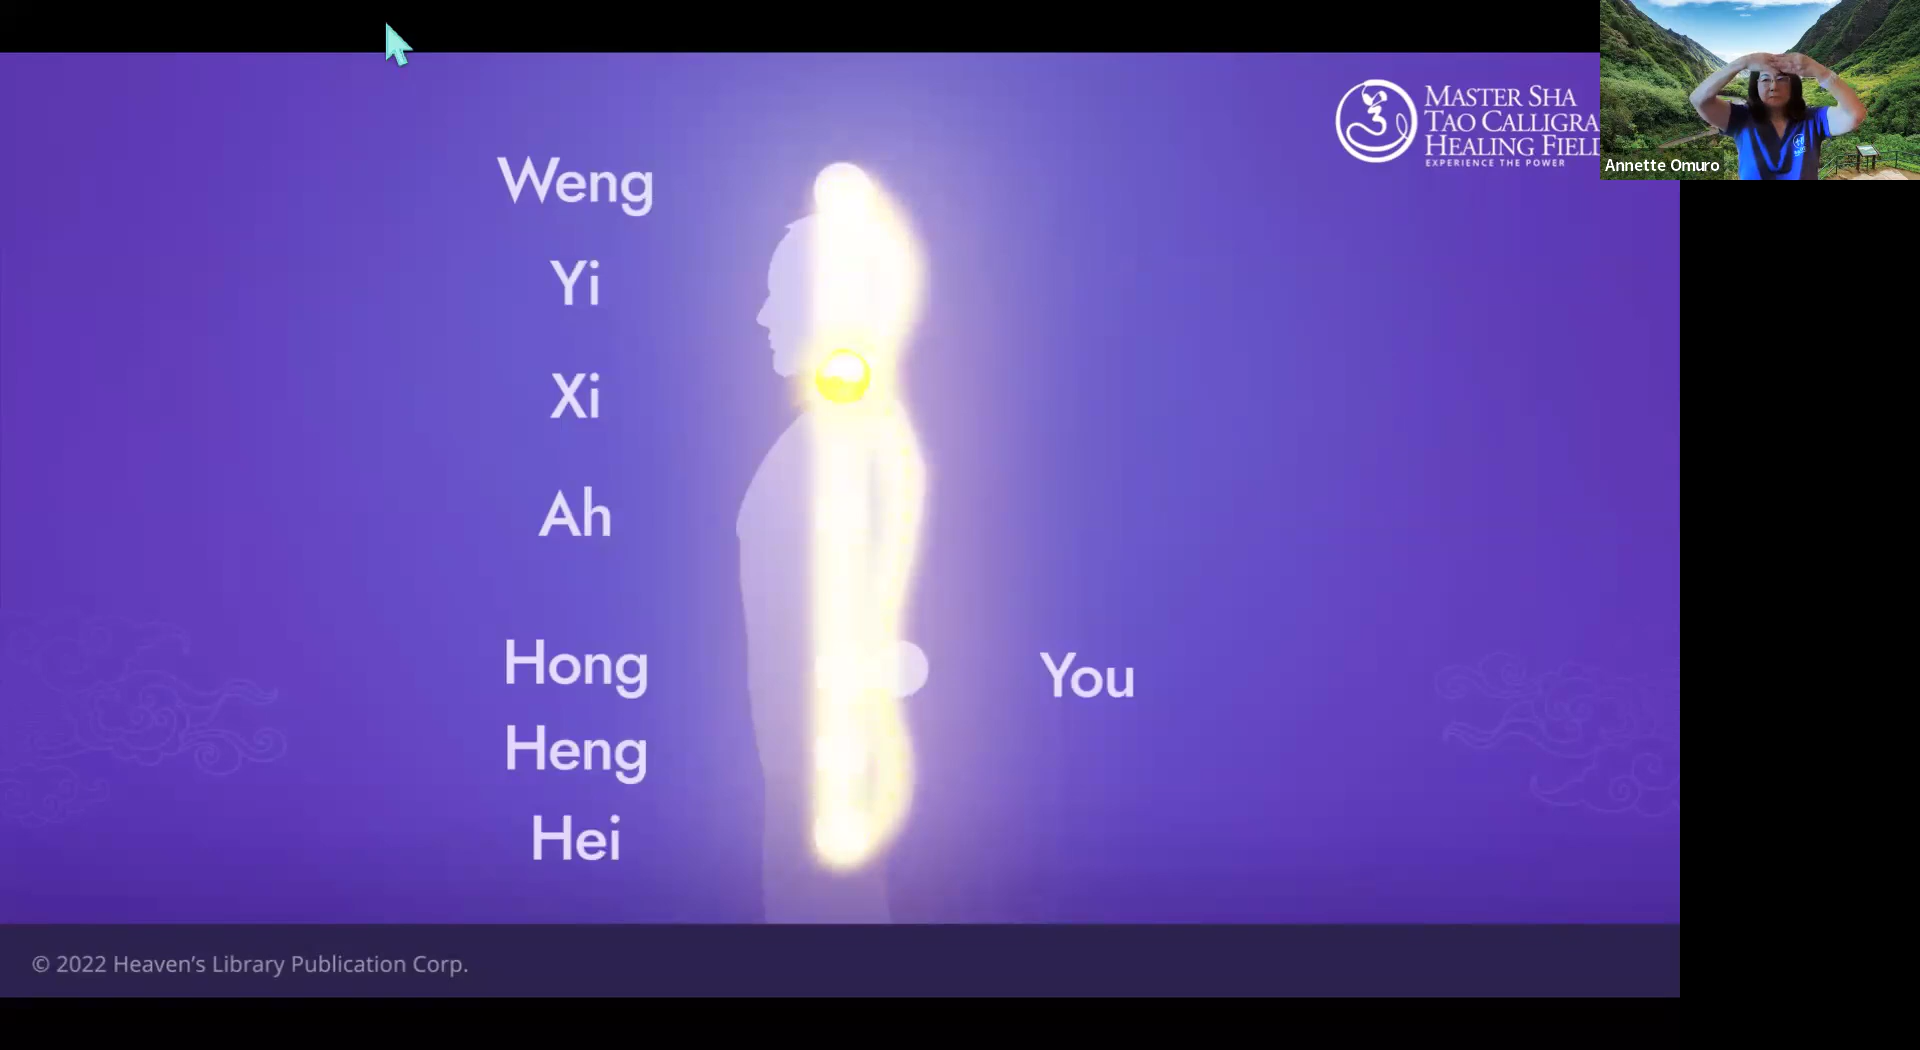 MASTER SHA
TAO CALLIGRA
HEALING FIEL
EXPERIENCE THE POWER
Annette Omuro
Weng
Yi
Xi
Ah
Hong
You
Heng
Hei
© 2022 Heaven's Library Publication Corp.